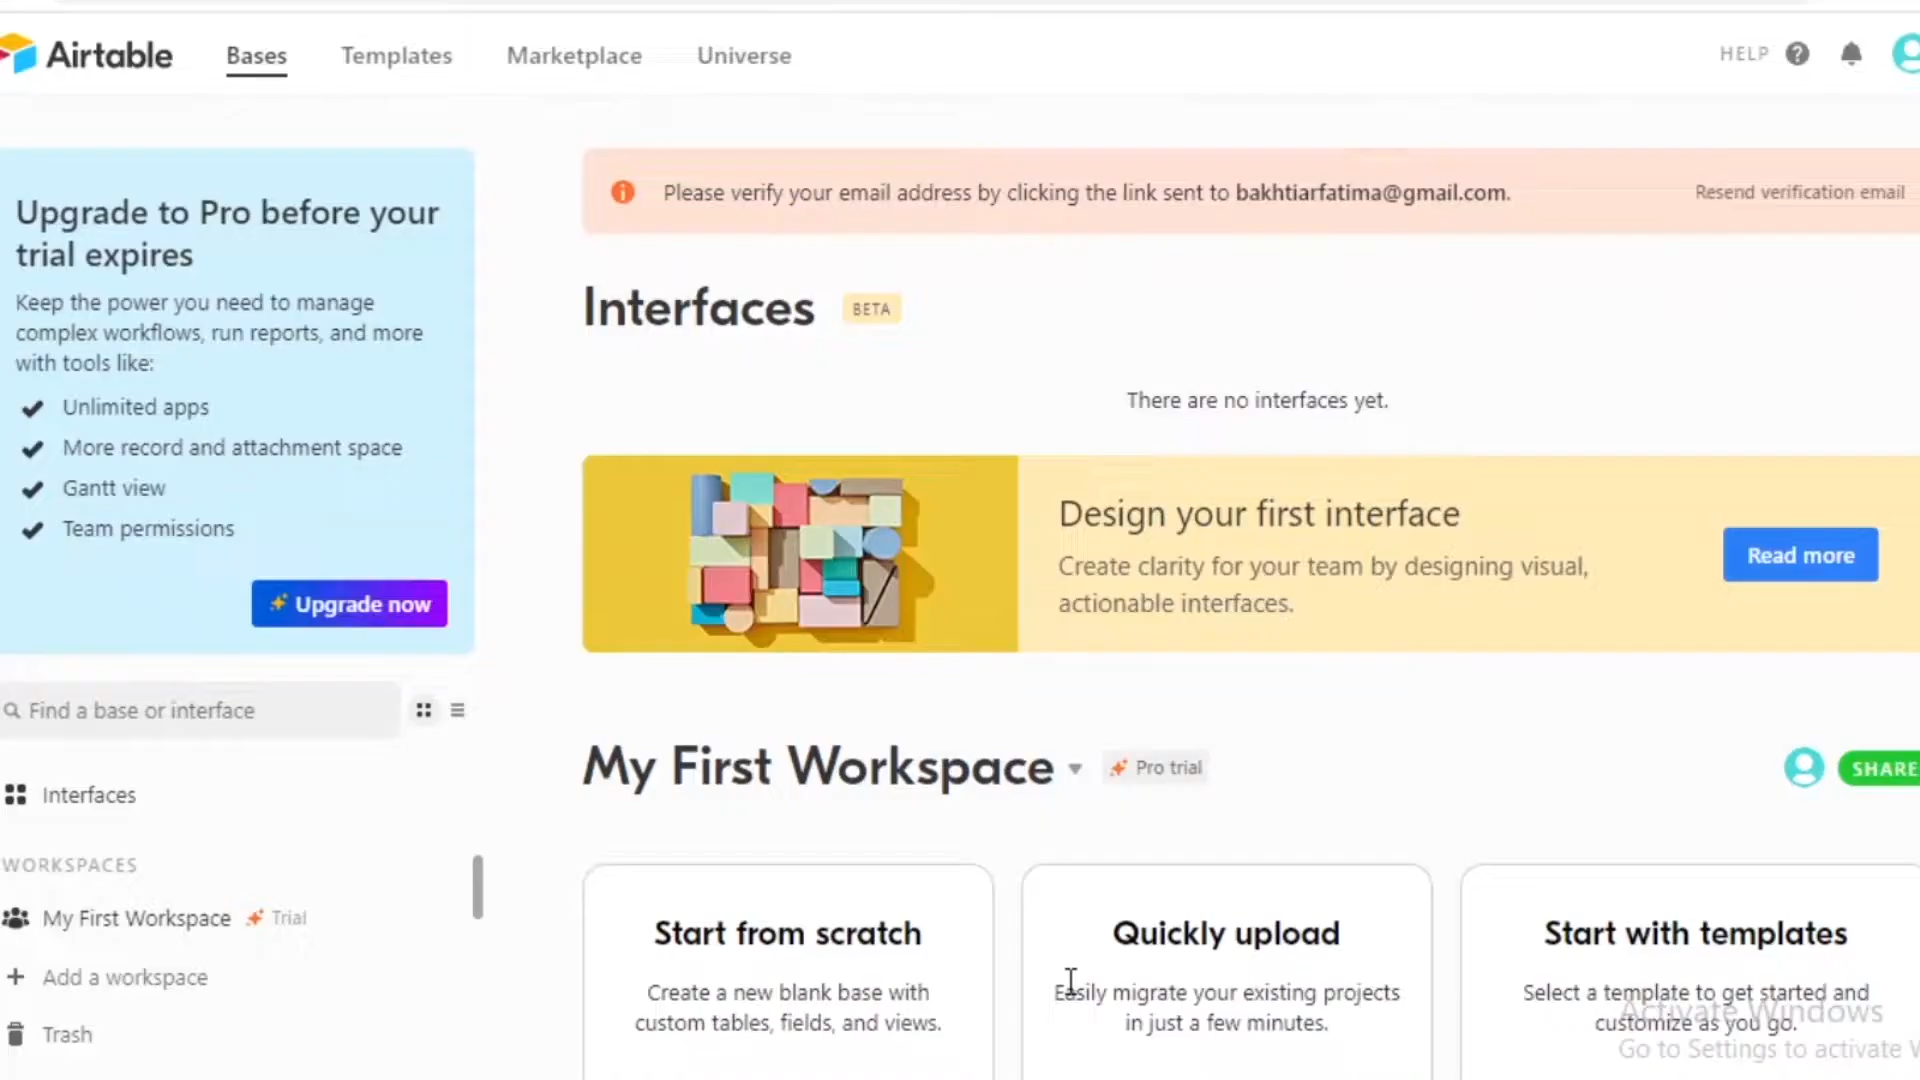 Airtable
Bases
Templates
Marketplace
Universe
HELP
Upgrade to Pro before your
trial expires
Keep the power you need to manage
complex workflows, run reports, and more
with tools like:
Unlimited apps
More record and attachment space
Gantt view
Team permissions
Upgrade now
Find a base or interface
Interfaces
WORKSPACES
My First Workspace
Trial
Add a workspace
Trash
Please verify your email address by clicking the link sent to bakhtiarfatima@gmail.com.
Resend verification email
Interfaces
BETA
There are no interfaces yet.
Design your first interface
Create clarity for your team by designing visual,
actionable interfaces.
Read more
My First Workspace
Pro trial
SHARE
Start from scratch
Create a new blank base with
custom tables, fields, and views.
Quickly upload
Easily migrate your existing projects
in just a few minutes.
Start with templates
Select a template to get started and
customize as you go.
Activate Windows
Go to Settings to activate W